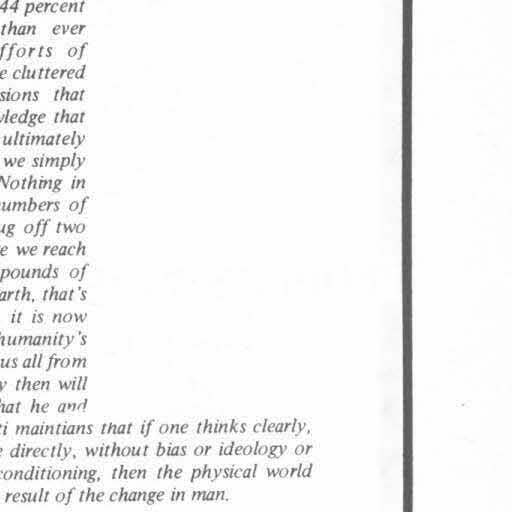 44 percent
than ever
fforts of
e cluttered
sions that
vledge that
ultimately
we simply
Nothing in
umbers of
ug off two
e we reach
pounds of
arth, that's
it is now
humanity's
us all from
y then will
hat he and
ti maintians that if one thinks clearly,
e directly, without bias or ideology or
conditioning, then the physical world
result of the change in man.